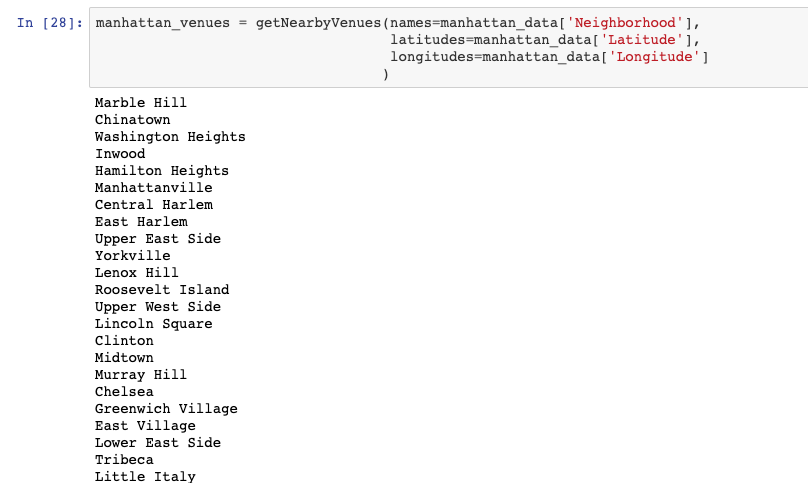 In [28]: manhattan_venues = getNearbyVenues(names=manhattan_data['Neighborhood'],
latitudes=manhattan_data['Latitude'],
longitudes=manhattan_data['Longitude']
)
Marble Hill
Chinatown
Washington Heights
Inwood
Hamilton Heights
Manhattanville
Central Harlem
East Harlem
Upper East Side
Yorkville
Lenox Hill
Roosevelt Island
Upper West Side
Lincoln Square
Clinton
Midtown
Murray Hill
Chelsea
Greenwich Village
East Village
Lower East Side
Tribeca
Little Italy